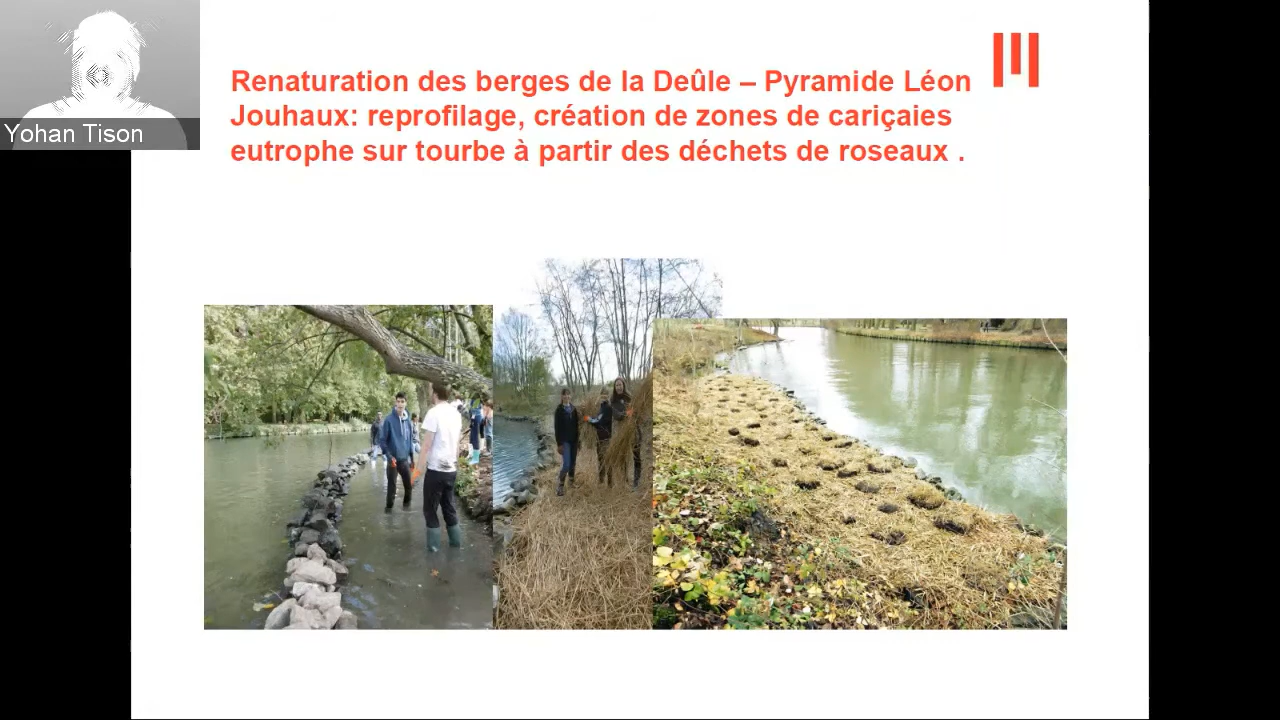 Yohan Tison
Renaturation des berges de la Deûle – Pyramide Léon
Jouhaux: reprofilage, création de zones de cariçaies
eutrophe sur tourbe à partir des déchets de roseaux .